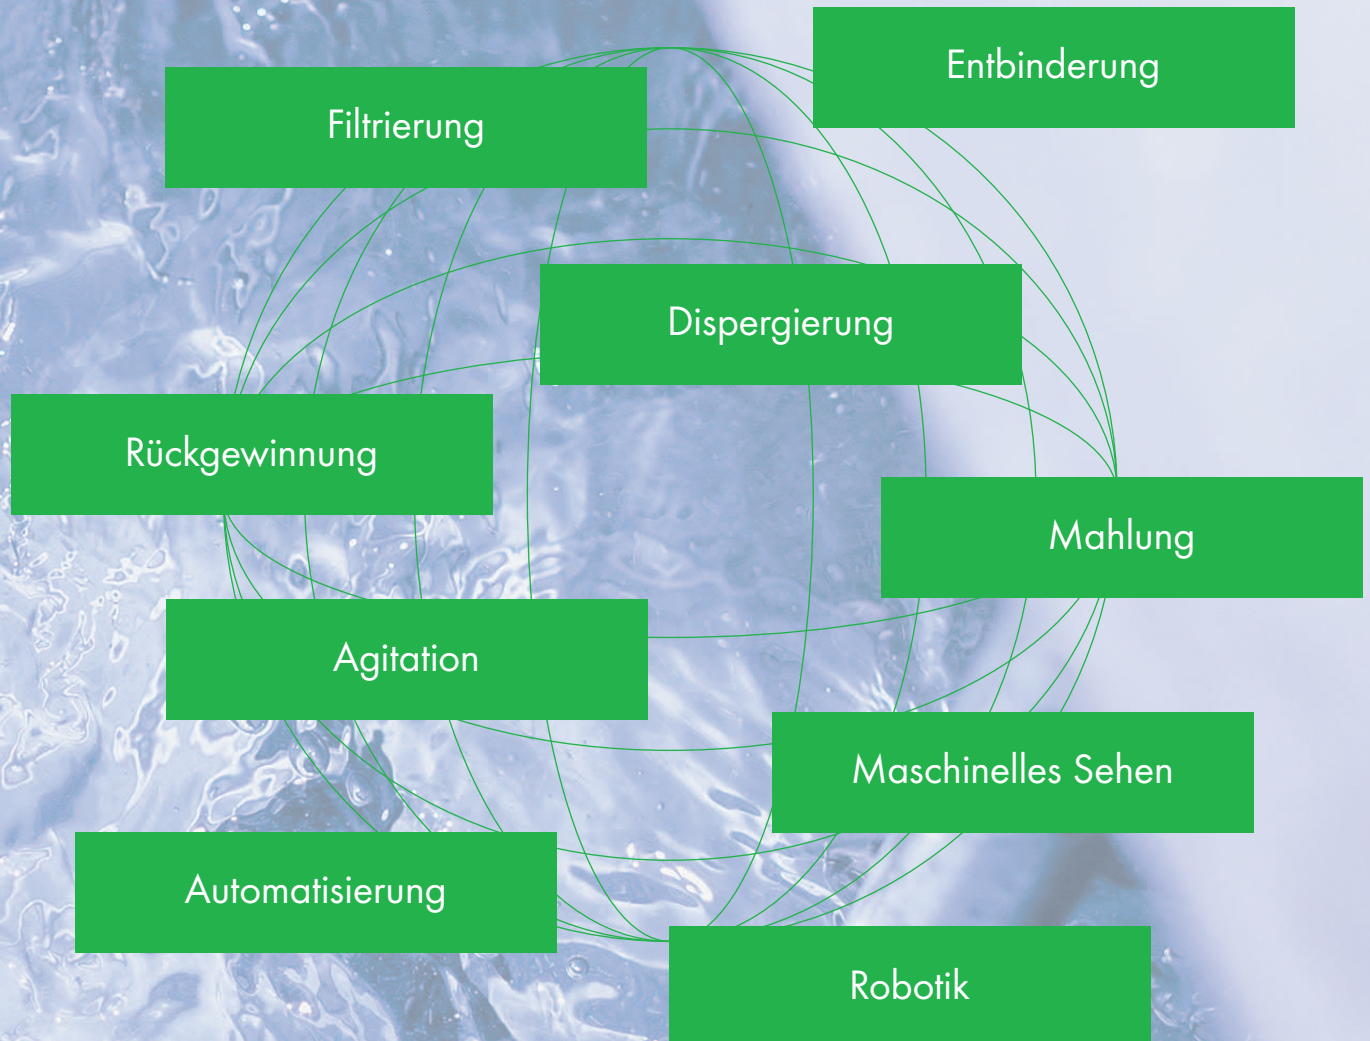 Entbinderung
Filtrierung
Dispergierung
Rückgewinnung
Mahlung
Agitation
Maschinelles Sehen
Automatisierung
Robotik